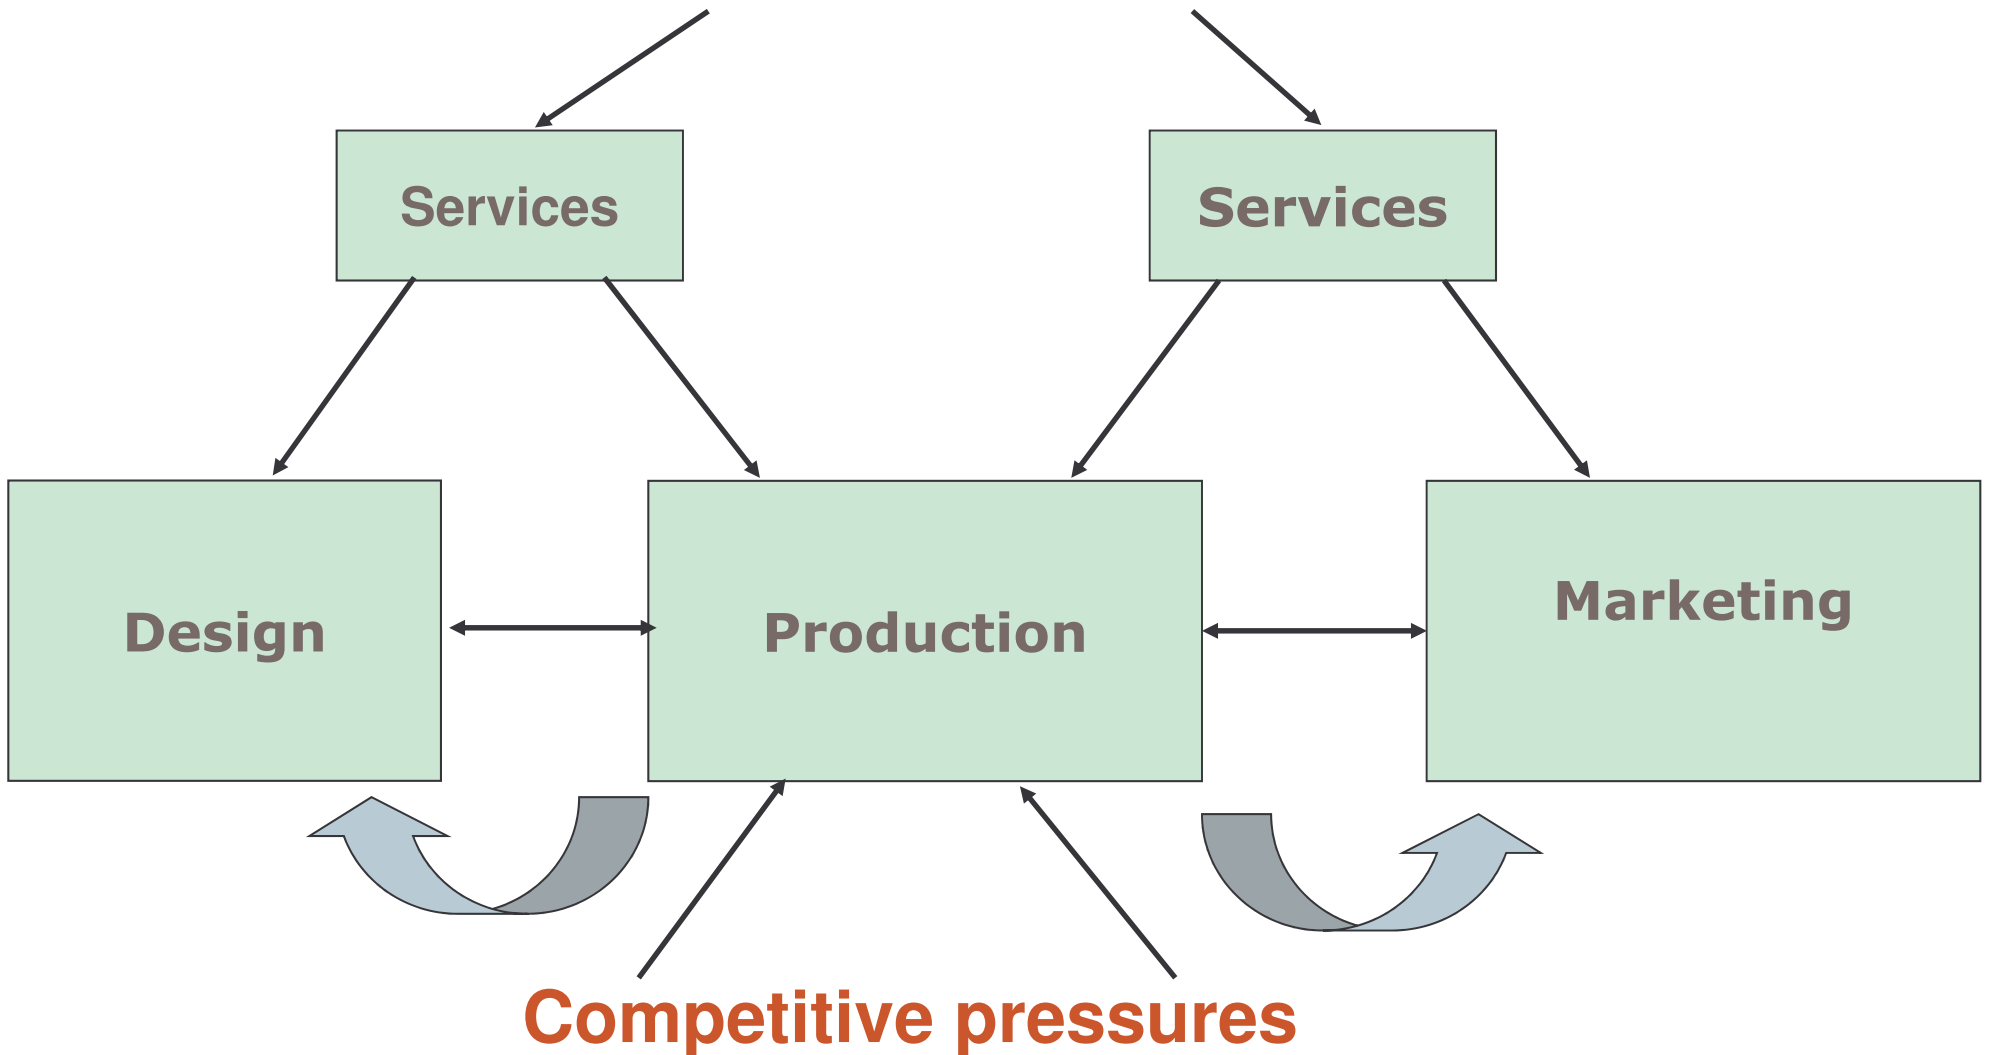 Services
Services
Design
Production
Marketing
Competitive pressures